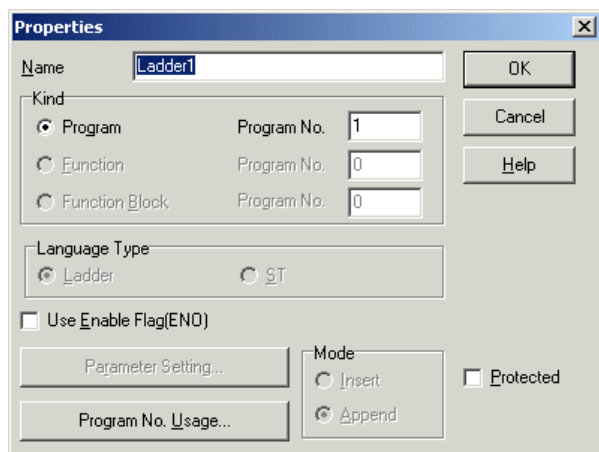 Properties
Name Ladder1 OK
Kind
Program Program No. 1 Cancel
Function Program No. 0 Help
Function Block Program No. 0
Language Type
Ladder ST
Use Enable Flag(ENO)
Parameter Setting... Mode
Insert Protected
Program No. Usage... Append